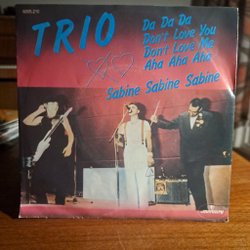 TRIO
Da Da Da
Don't Love You
Don't Love Me
Aha Aha Aha
Sabine Sabine Sabine